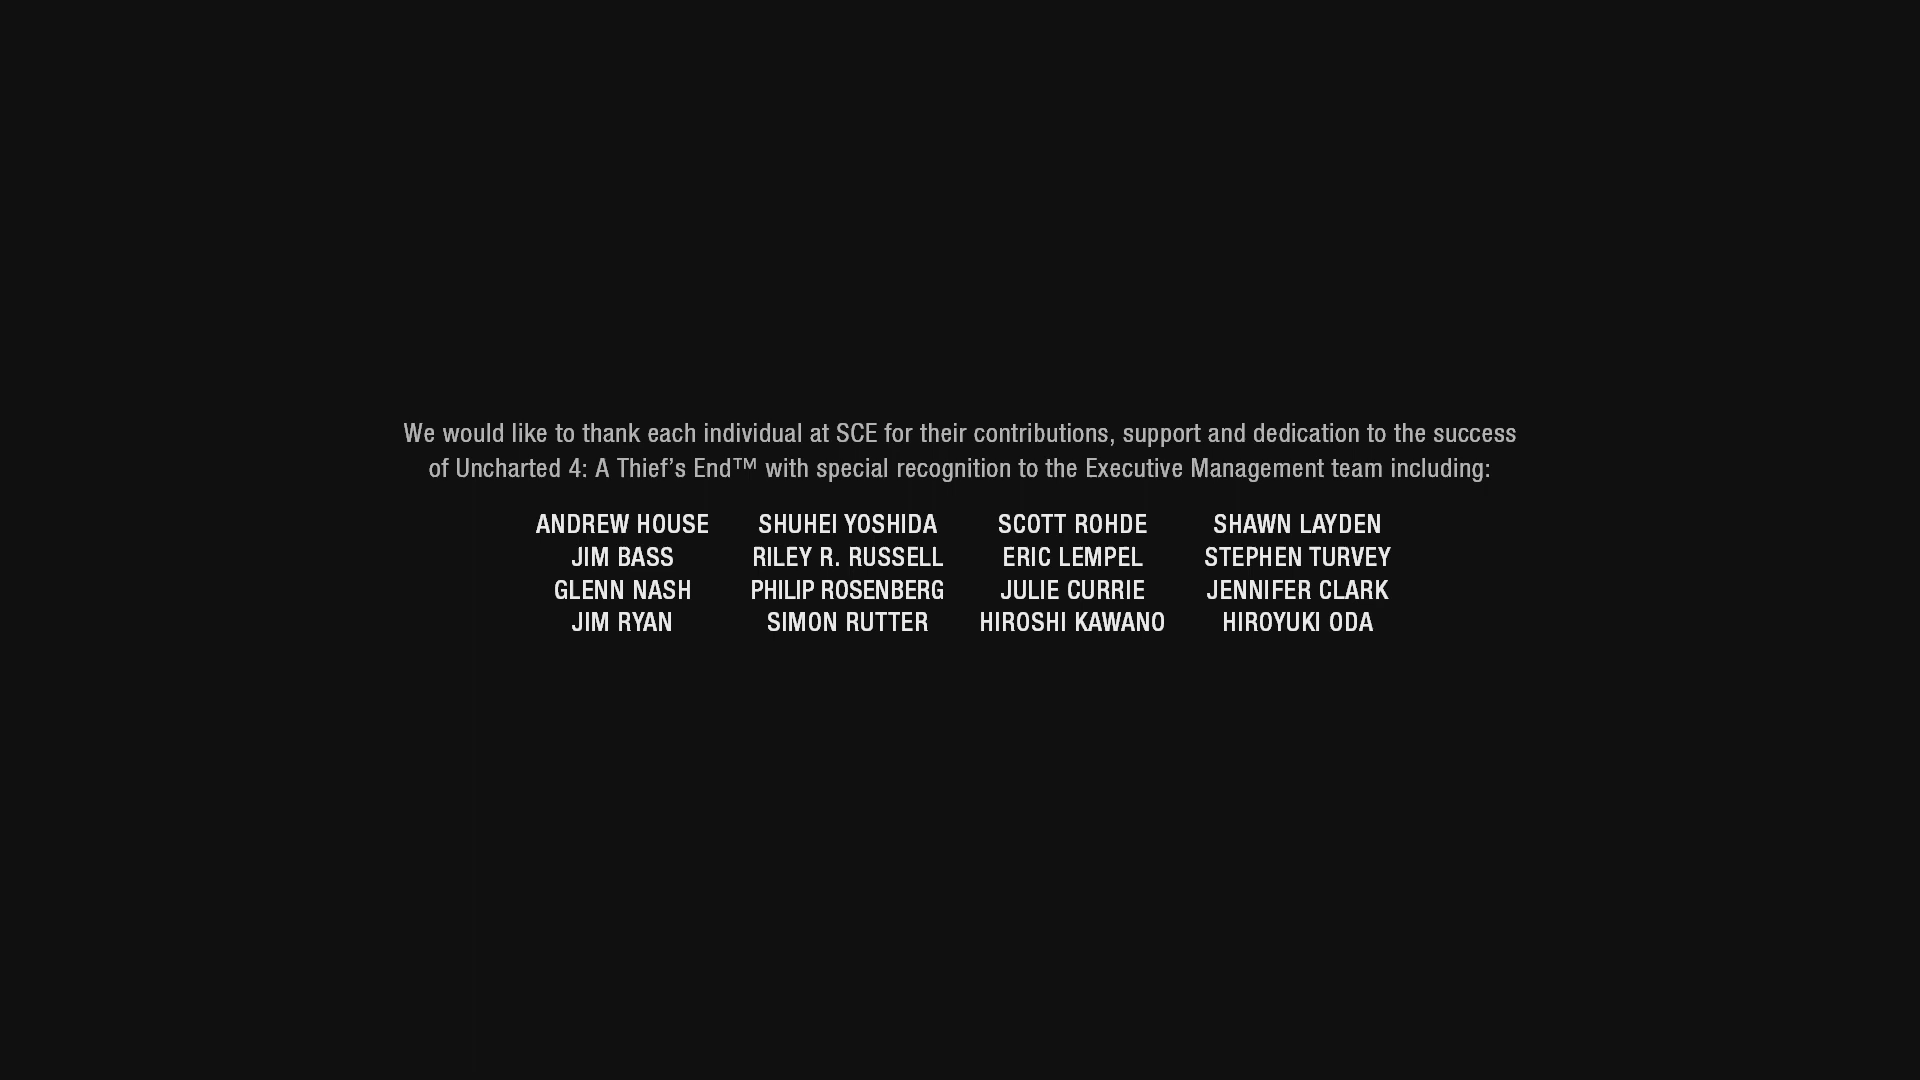 We would like to thank each individual at SCE for their contributions, support and dedication to the success
of Uncharted 4: A Thief’s End™ with special recognition to the Executive Management team including:
ANDREW HOUSE SHUHEI YOSHIDA SCOTT ROHDE SHAWN LAYDEN
JIM BASS RILEY R. RUSSELL ERIC LEMPEL STEPHEN TURVEY
GLENN NASH PHILIP ROSENBERG JULIE CURRIE JENNIFER CLARK
JIM RYAN SIMON RUTTER HIROSHI KAWANO HIROYUKI ODA